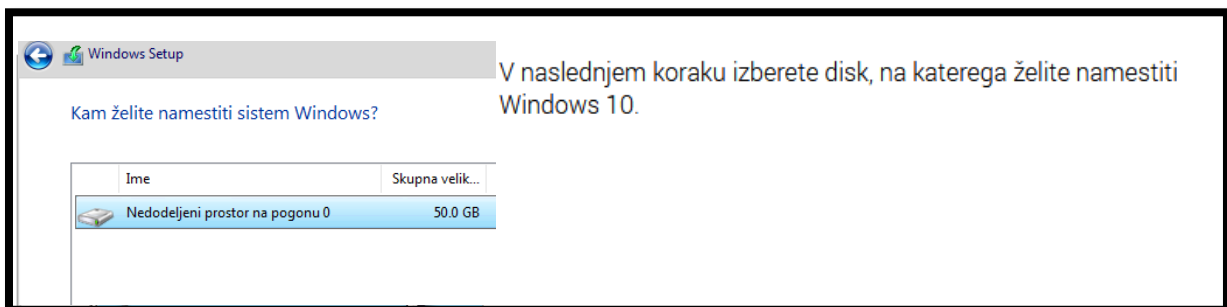 Windows Setup
Kam želite namestiti sistem Windows?
Ime Skupna velik...
Nedodeljeni prostor na pogonu 0 50.0 GB
V naslednjem koraku izberete disk, na katerega želite namestiti
Windows 10.